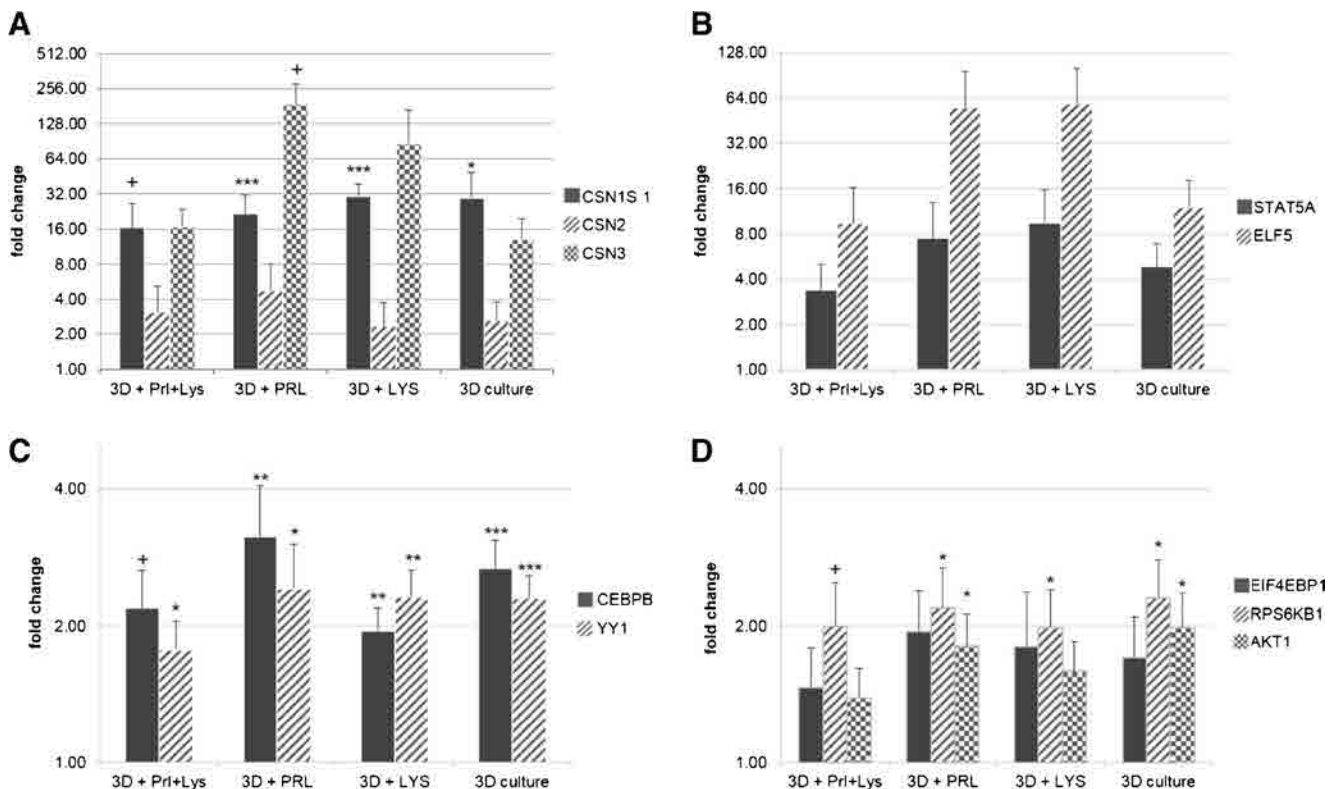 A
512.00
256.00
128.00
64.00
32.00
16.00
8.00
4.00
2.00
1.00
fold change
+
***
+
***
*
3D + Prl+Lys
3D + PRL
3D + LYS
3D culture
CSN1S 1
CSN2
CSN3
B
128.00
64.00
32.00
16.00
8.00
4.00
2.00
1.00
fold change
3D + Prl+Lys
3D + PRL
3D + LYS
3D culture
STAT5A
ELF5
C
4.00
2.00
1.00
fold change
+
*
**
*
**
**
***
***
3D + Prl+Lys
3D + PRL
3D + LYS
3D culture
CEBPB
YY1
D
4.00
2.00
1.00
fold change
+
*
*
*
*
*
3D + Prl+Lys
3D + PRL
3D + LYS
3D culture
EIF4EBP1
RPS6KB1
AKT1